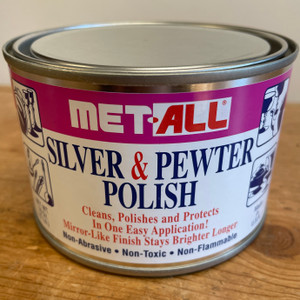 MET-ALL®
SILVER & PEWTER
POLISH
Cleans, Polishes and Protects
In One Easy Application!
Mirror-Like Finish Stays Brighter Longer
Non-Abrasive • Non-Toxic • Non-Flammable